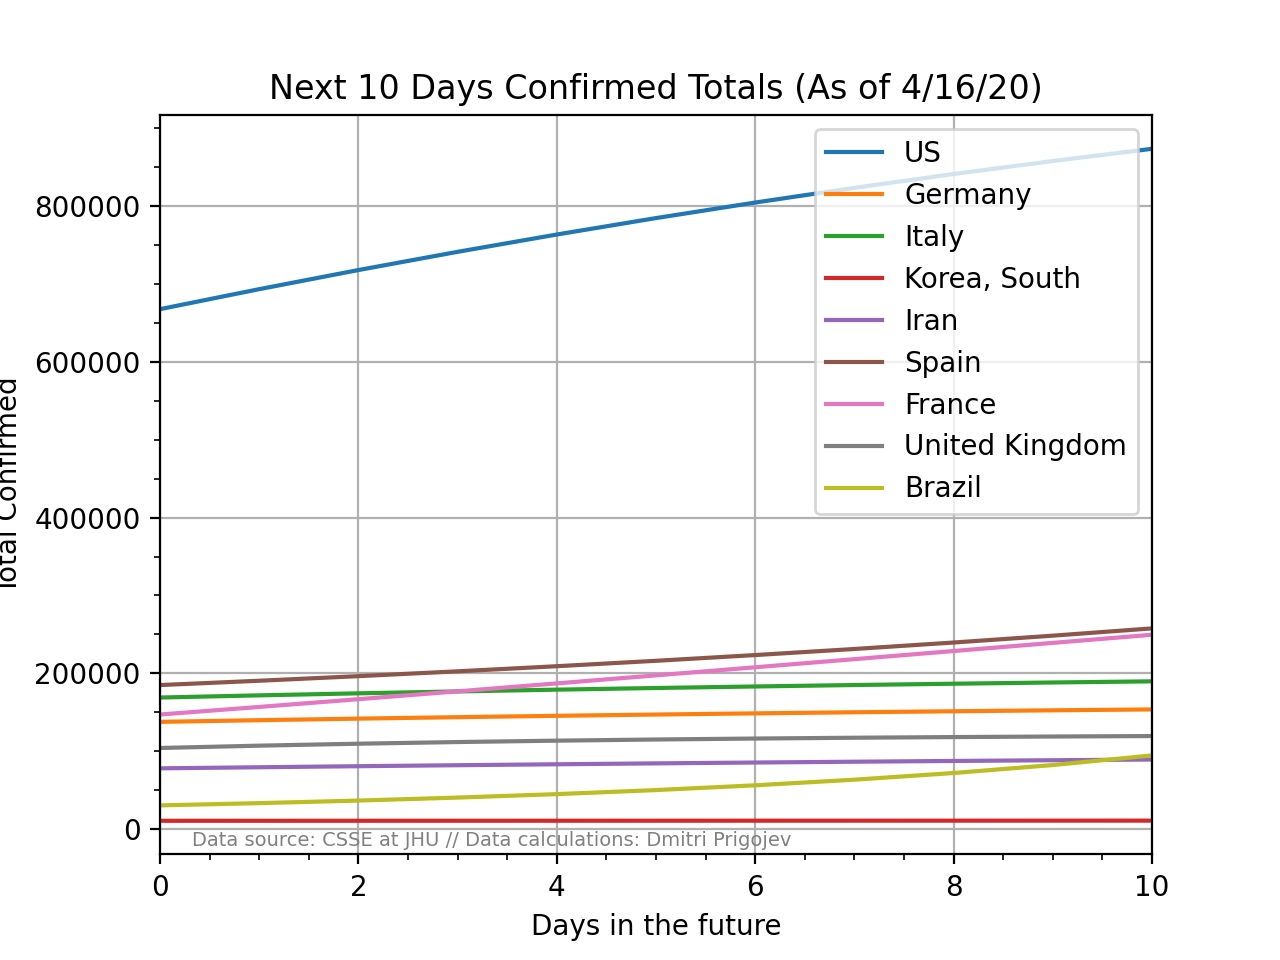 Next 10 Days Confirmed Totals (As of 4/16/20)
US
Germany
Italy
Korea, South
Iran
Spain
France
United Kingdom
Brazil
800000
600000
400000
200000
0
Total Confirmed
Data source: CSSE at JHU // Data calculations: Dmitri Prigojev
0 2 4 6 8 10
Days in the future